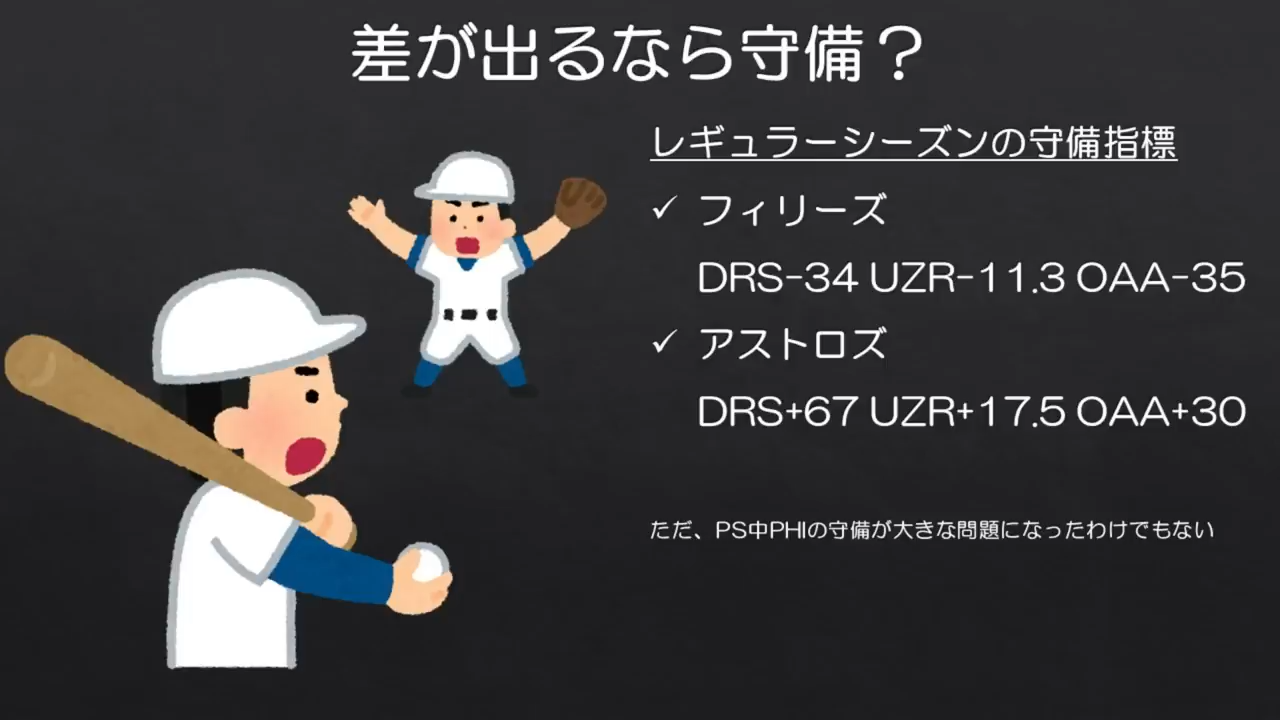 差が出るなら守備？
レギュラーシーズンの守備指標
✓ フィリーズ
DRS-34 UZR-11.3 OAA-35
✓ アストロズ
DRS+67 UZR+17.5 OAA+30
ただ、PS中PHIの守備が大きな問題になったわけでもない